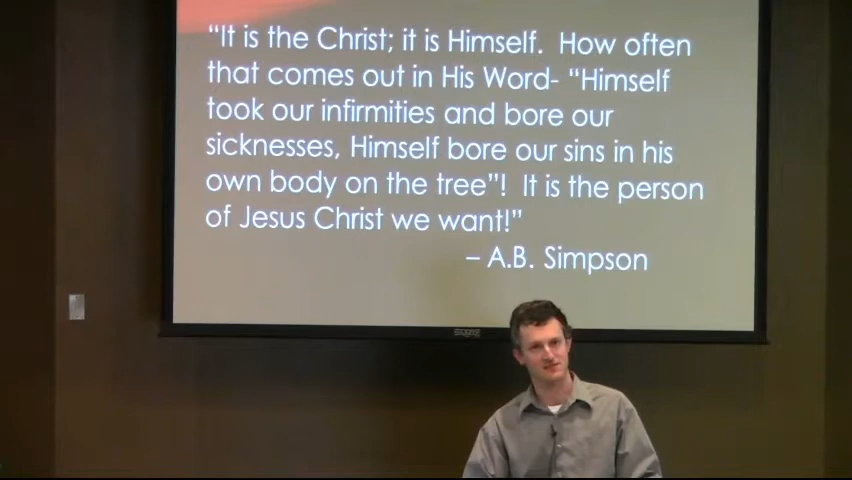 “It is the Christ; it is Himself.  How often
that comes out in His Word- “Himself
took our infirmities and bore our
sicknesses, Himself bore our sins in his
own body on the tree”!  It is the person
of Jesus Christ we want!”
– A.B. Simpson